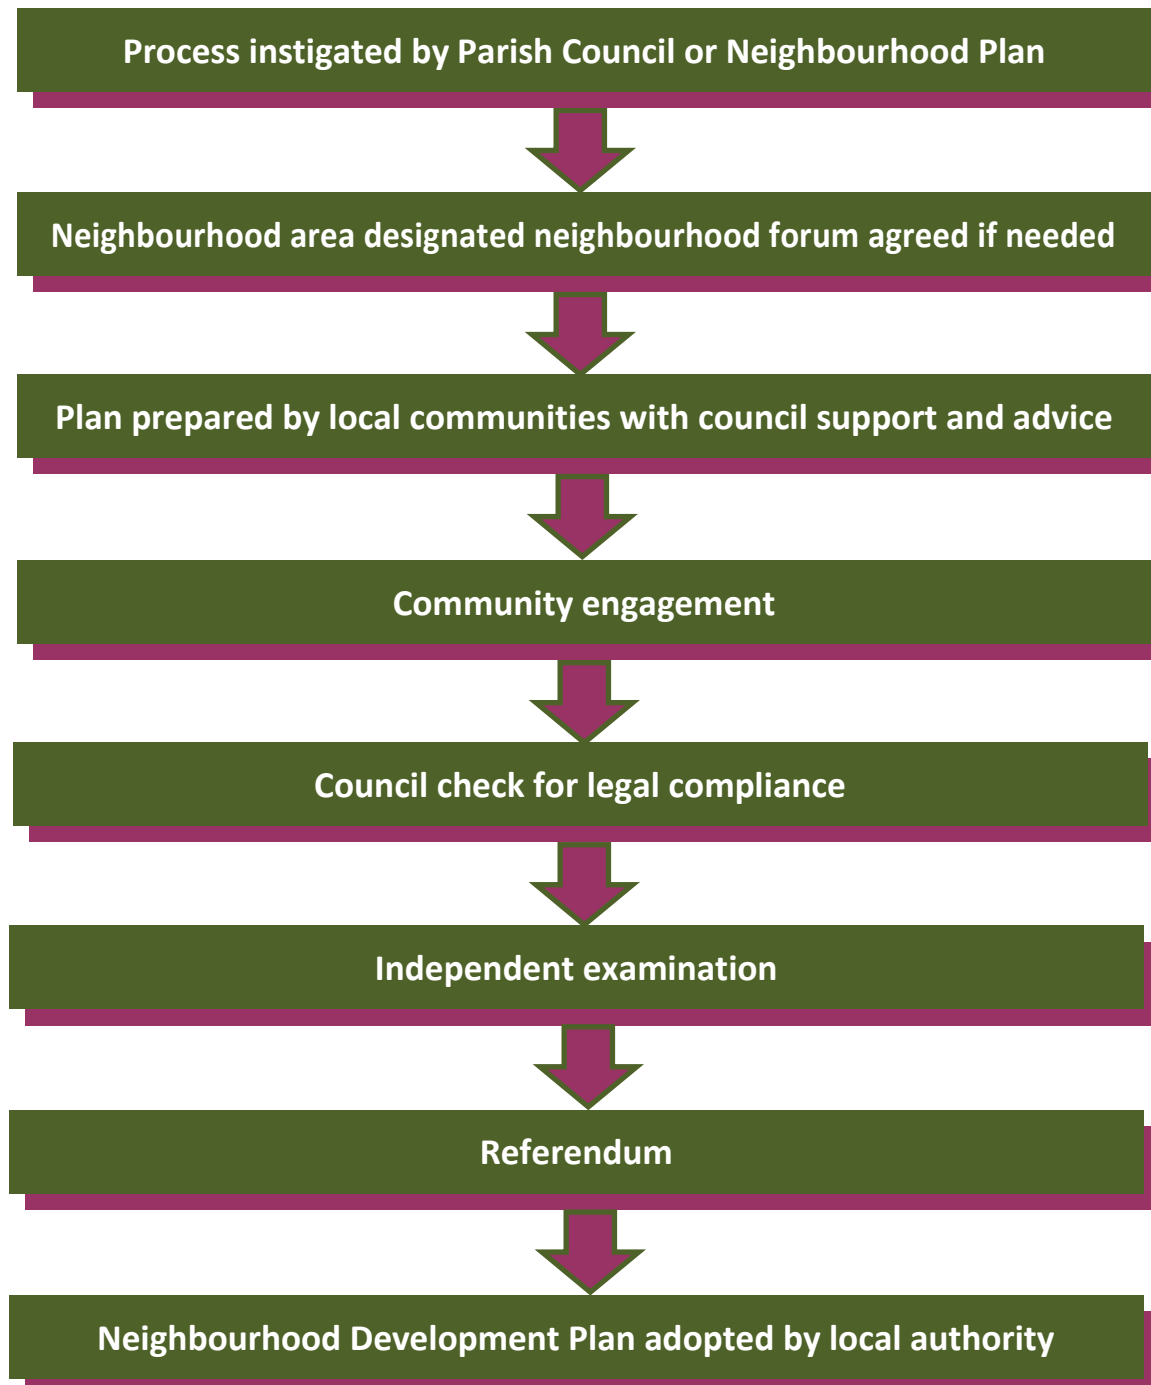 Process instigated by Parish Council or Neighbourhood Plan
Neighbourhood area designated neighbourhood forum agreed if needed
Plan prepared by local communities with council support and advice
Community engagement
Council check for legal compliance
Independent examination
Referendum
Neighbourhood Development Plan adopted by local authority